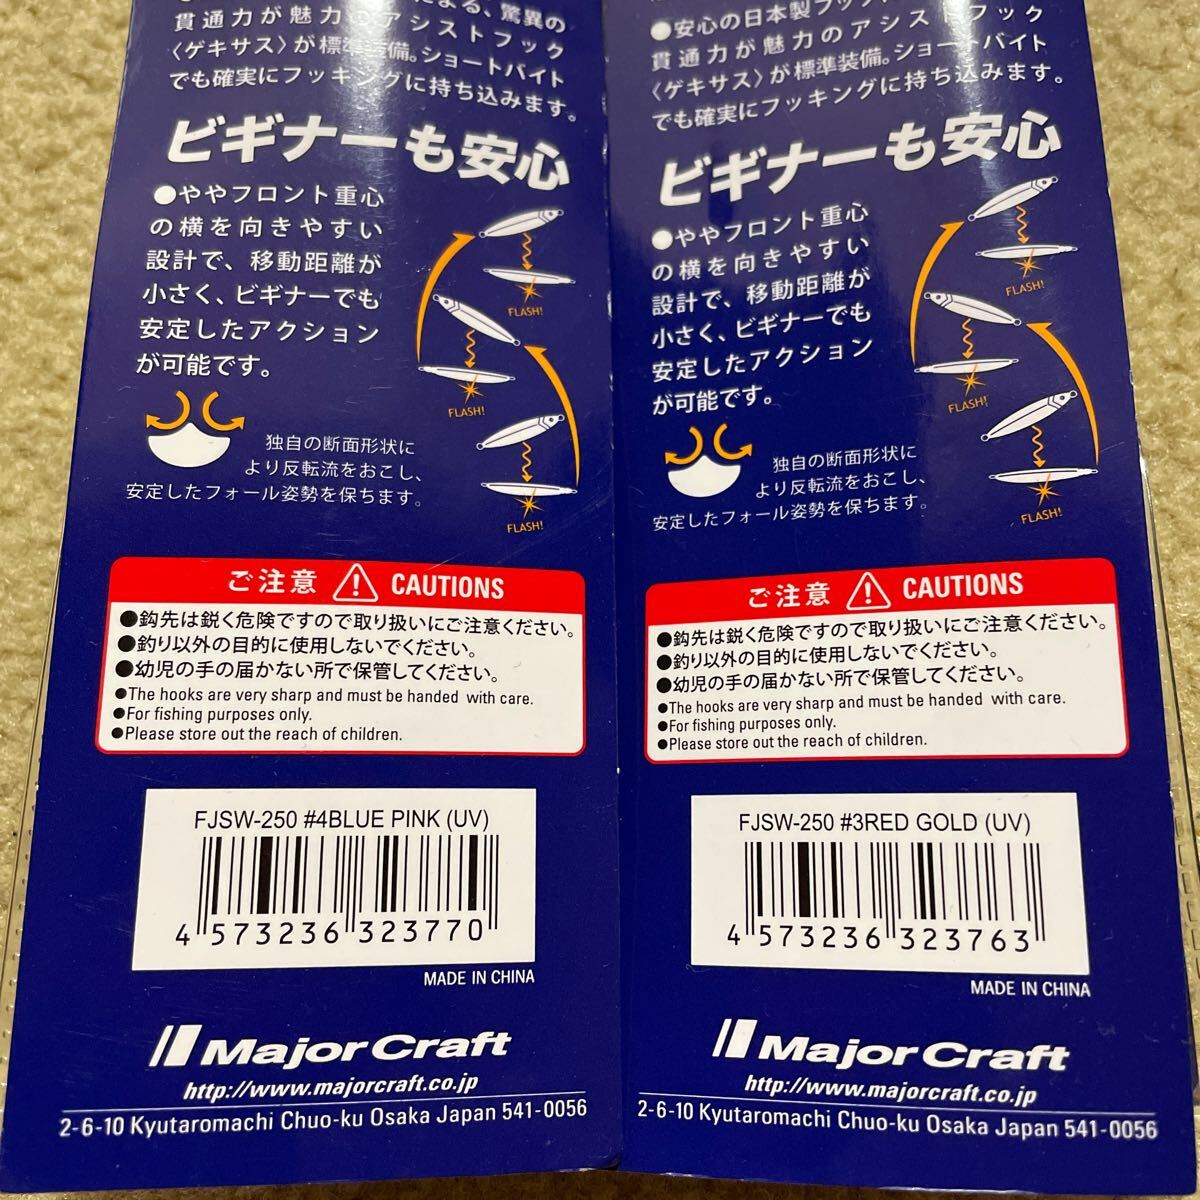 による、驚異の
貫通力が魅力のアシストフック
〈ゲキサス〉が標準装備。ショートバイト
でも確実にフッキングに持ち込みます。
ビギナーも安心
●ややフロント重心
の横を向きやすい
設計で、移動距離が
小さく、ビギナーでも
安定したアクション
が可能です。
FLASH!
FLASH!
FLASH!
独自の断面形状に
より反転流をおこし、
安定したフォール姿勢を保ちます。
ご注意 CAUTIONS
●鈎先は鋭く危険ですので取り扱いにご注意ください。
●釣り以外の目的に使用しないでください。
●幼児の手の届かない所で保管してください。
●The hooks are very sharp and must be handed with care.
●For fishing purposes only.
●Please store out the reach of children.
FJSW-250 #4BLUE PINK (UV)
4 573236 323770
MADE IN CHINA
Major Craft
http://www.majorcraft.co.jp
2-6-10 Kyutaromachi Chuo-ku Osaka Japan 541-0056
●安心の日本製フック
貫通力が魅力のアシストフック
〈ゲキサス〉が標準装備。ショートバイト
でも確実にフッキングに持ち込みます。
ビギナーも安心
●ややフロント重心
の横を向きやすい
設計で、移動距離が
小さく、ビギナーでも
安定したアクション
が可能です。
FLASH!
FLASH!
FLASH!
独自の断面形状に
より反転流をおこし、
安定したフォール姿勢を保ちます。
ご注意 CAUTIONS
●鈎先は鋭く危険ですので取り扱いにご注意ください。
●釣り以外の目的に使用しないでください。
●幼児の手の届かない所で保管してください。
●The hooks are very sharp and must be handed with care.
●For fishing purposes only.
●Please store out the reach of children.
FJSW-250 #3RED GOLD (UV)
4 573236 323763
MADE IN CHINA
Major Craft
http://www.majorcraft.co.jp
2-6-10 Kyutaromachi Chuo-ku Osaka Japan 541-0056